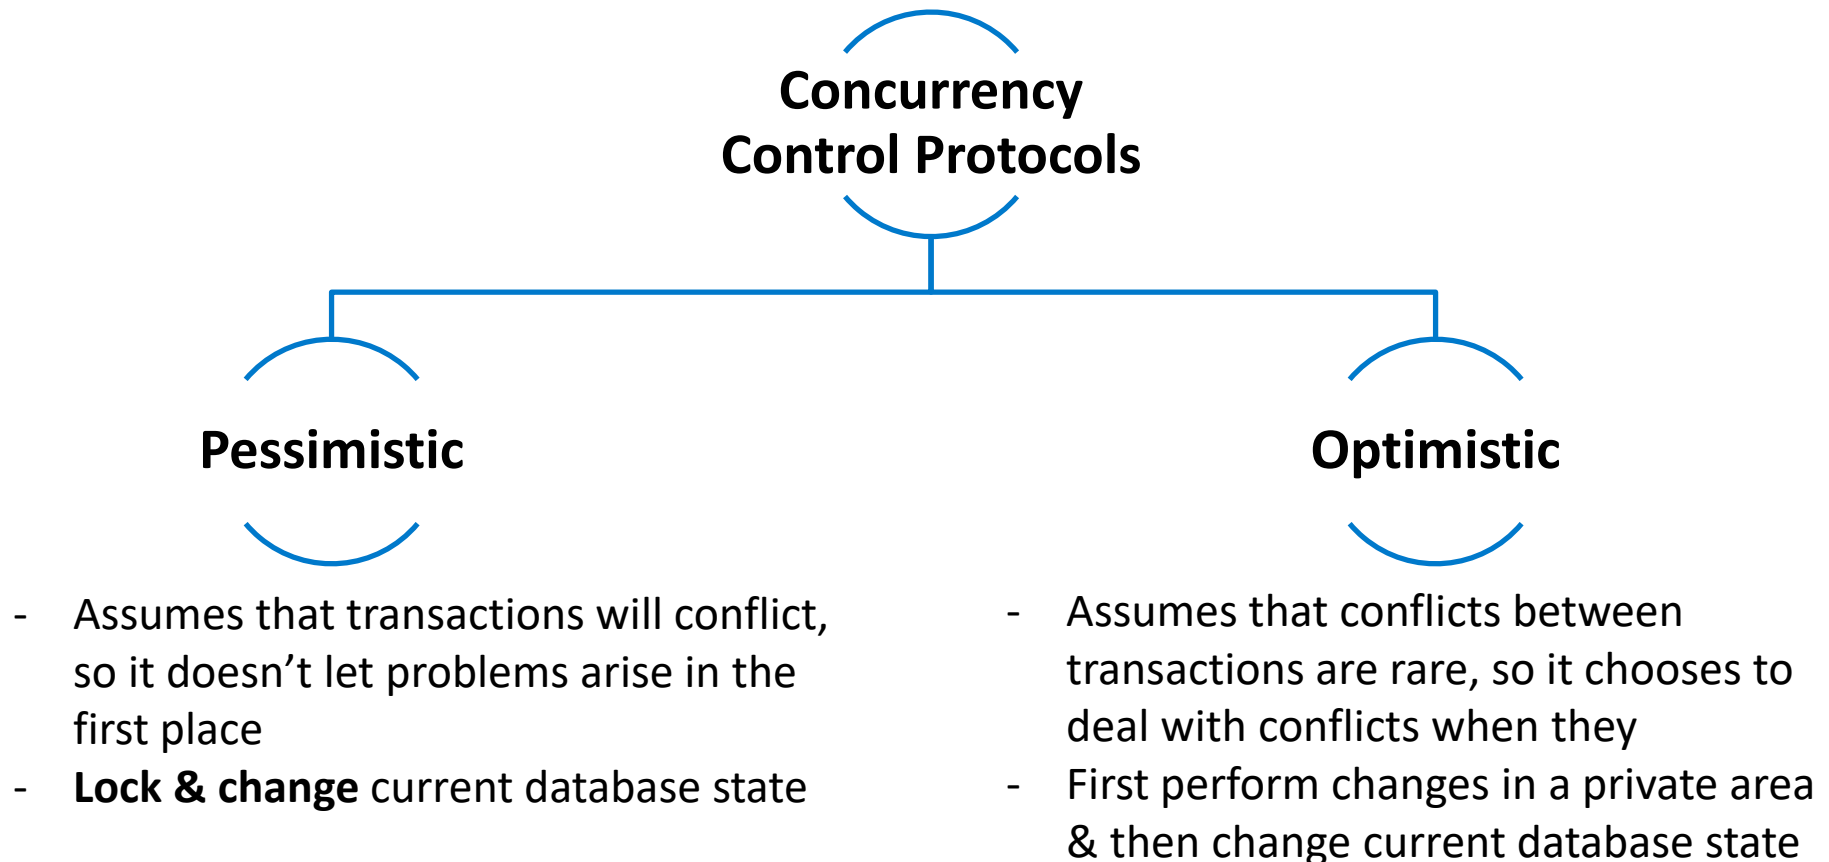 Concurrency
Control Protocols
Pessimistic
Optimistic
- Assumes that transactions will conflict,
so it doesn’t let problems arise in the
first place
- Lock & change current database state
- Assumes that conflicts between
transactions are rare, so it chooses to
deal with conflicts when they
- First perform changes in a private area
& then change current database state